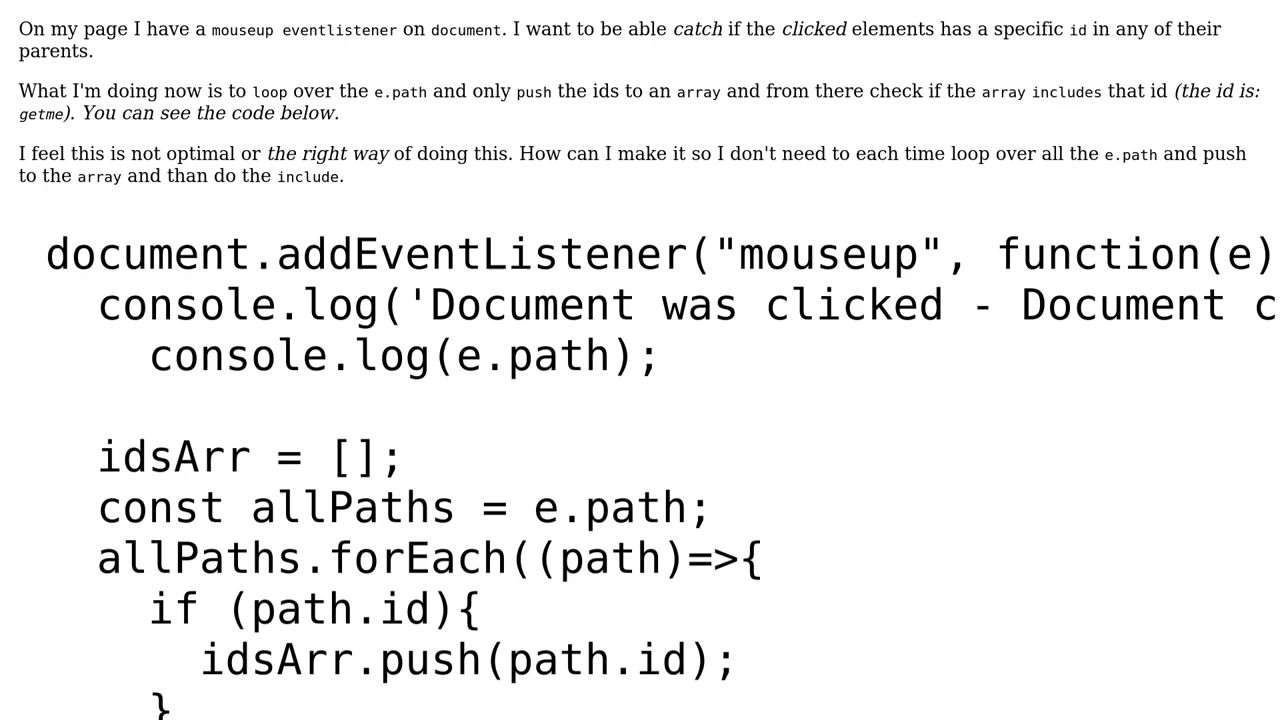 On my page I have a mouseup eventlistener on document. I want to be able catch if the clicked elements has a specific id in any of their
parents.
What I'm doing now is to loop over the e.path and only push the ids to an array and from there check if the array includes that id (the id is:
getme). You can see the code below.
I feel this is not optimal or the right way of doing this. How can I make it so I don't need to each time loop over all the e.path and push
to the array and than do the include.
document.addEventListener("mouseup", function(e)
console.log('Document was clicked - Document c
console.log(e.path);
idsArr = [];
const allPaths = e.path;
allPaths.forEach((path)=>{
if (path.id){
idsArr.push(path.id);
}